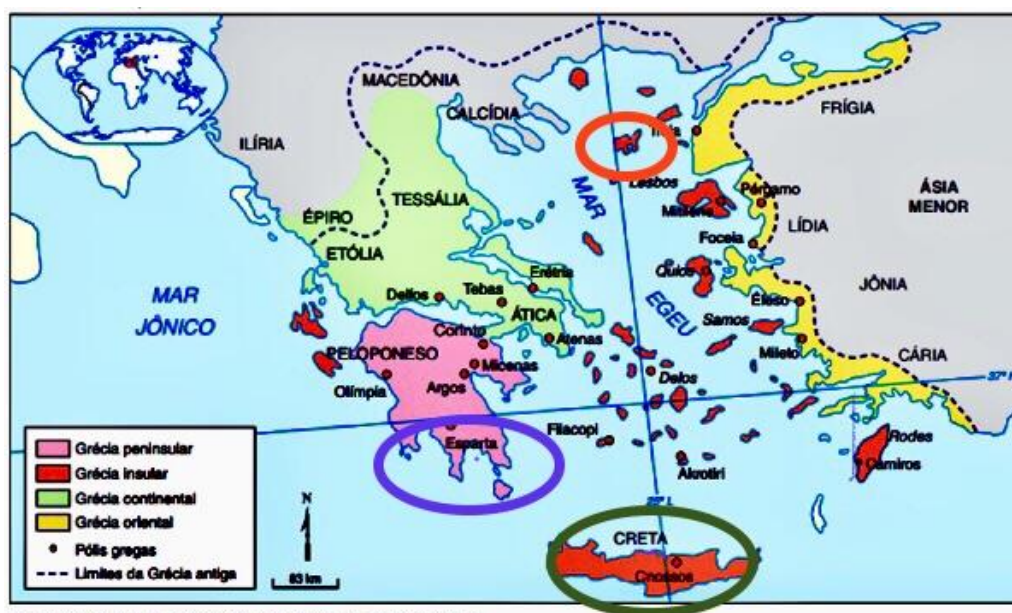 MACEDÔNIA
CALCÍDIA
FRÍGIA
ILÍRIA
Lesbos
MAR
EGEU
Pérgamo
ÁSIA
MENOR
TESSÁLIA
Mitilene
LÍDIA
ÉPIRO
ETÓLIA
Foceia
Erétria
Quios
JÔNIA
MAR
JÔNICO
Delfos
Tebas
ÁTICA
Éfeso
Samos
Corinto
Atenas
Mileto
PELOPONESO
Micenas
CÁRIA
Olímpia
Argos
Delos
Esparta
Filacopi
Rodes
Camiros
Akrotiri
Grécia peninsular
Grécia insular
Grécia continental
Grécia oriental
Pólis gregas
Limites da Grécia antiga
N
83 km
CRETA
Cnossos